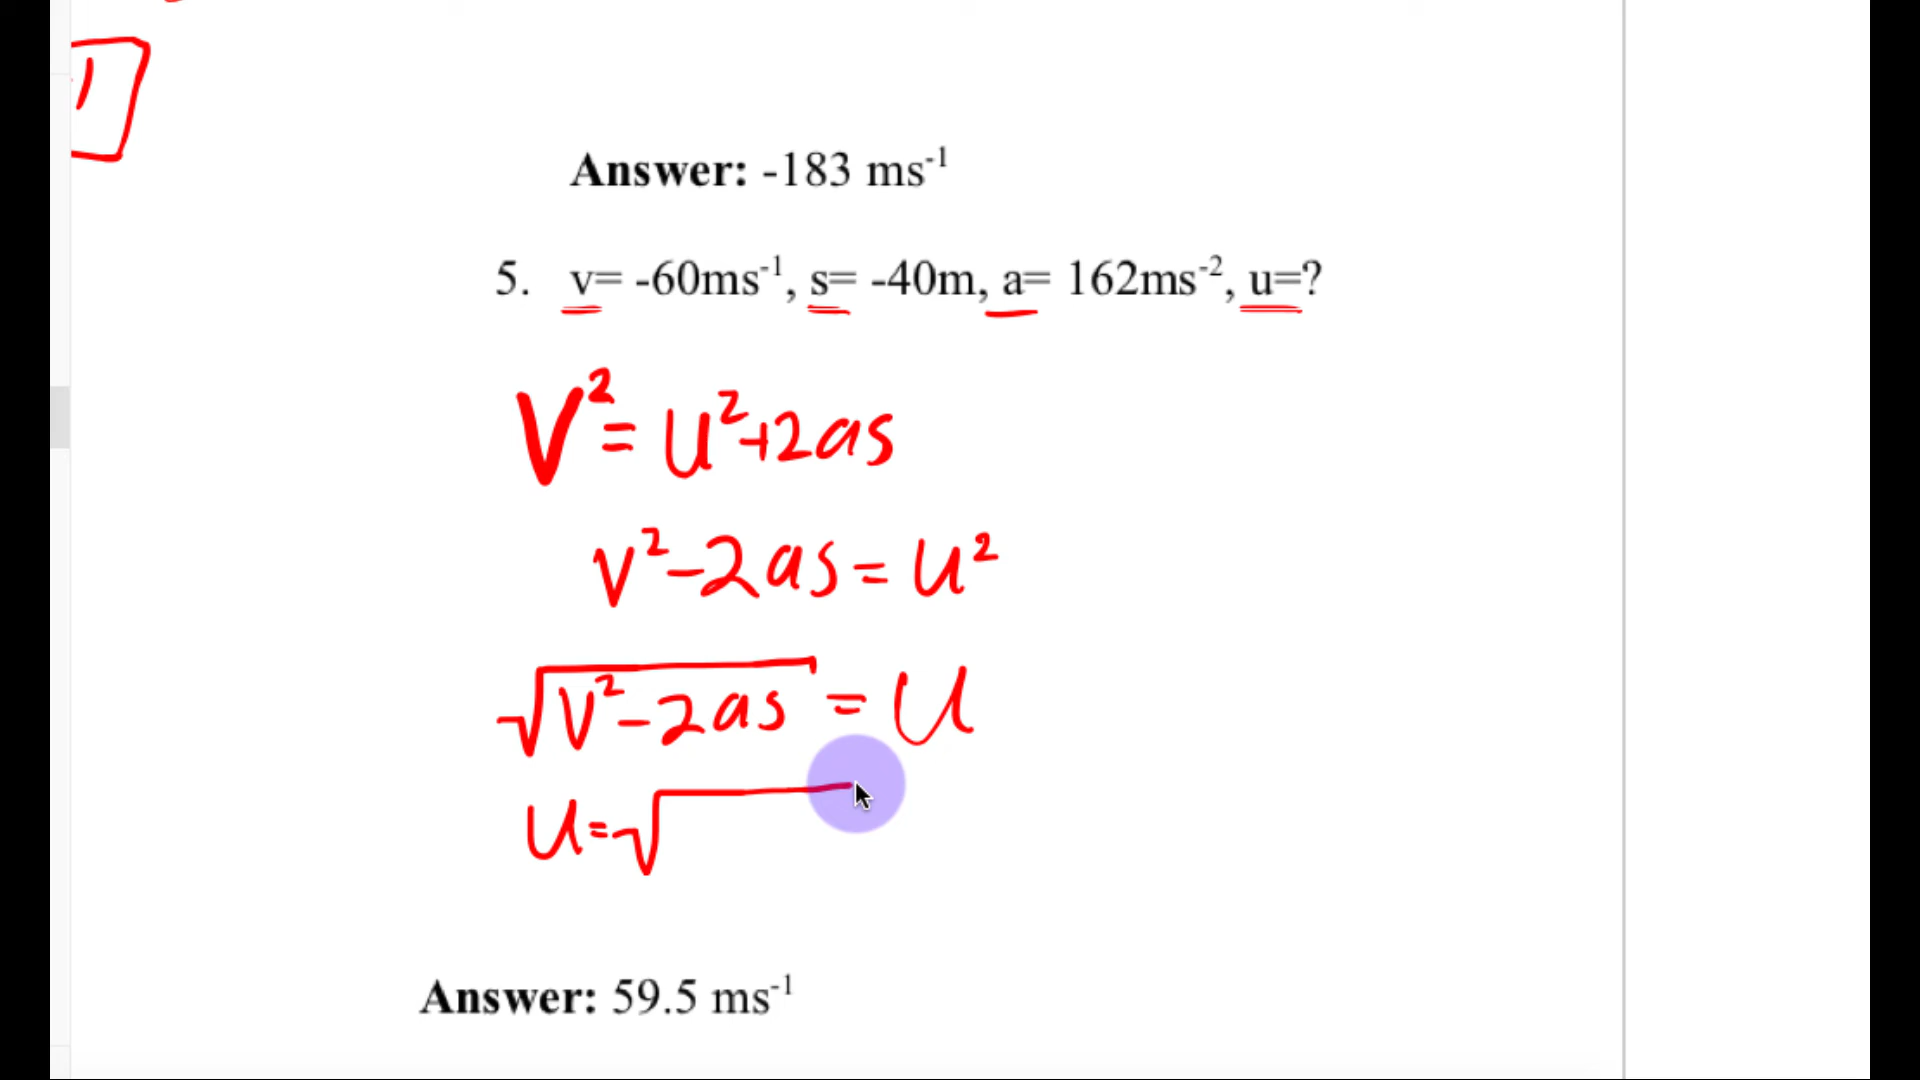 Answer: -183 ms⁻¹
5. v= -60ms⁻¹, s= -40m, a= 162ms⁻², u=?
V² = u²+2as
v²-2as = u²
√(v²-2as) = u
u=√
Answer: 59.5 ms⁻¹